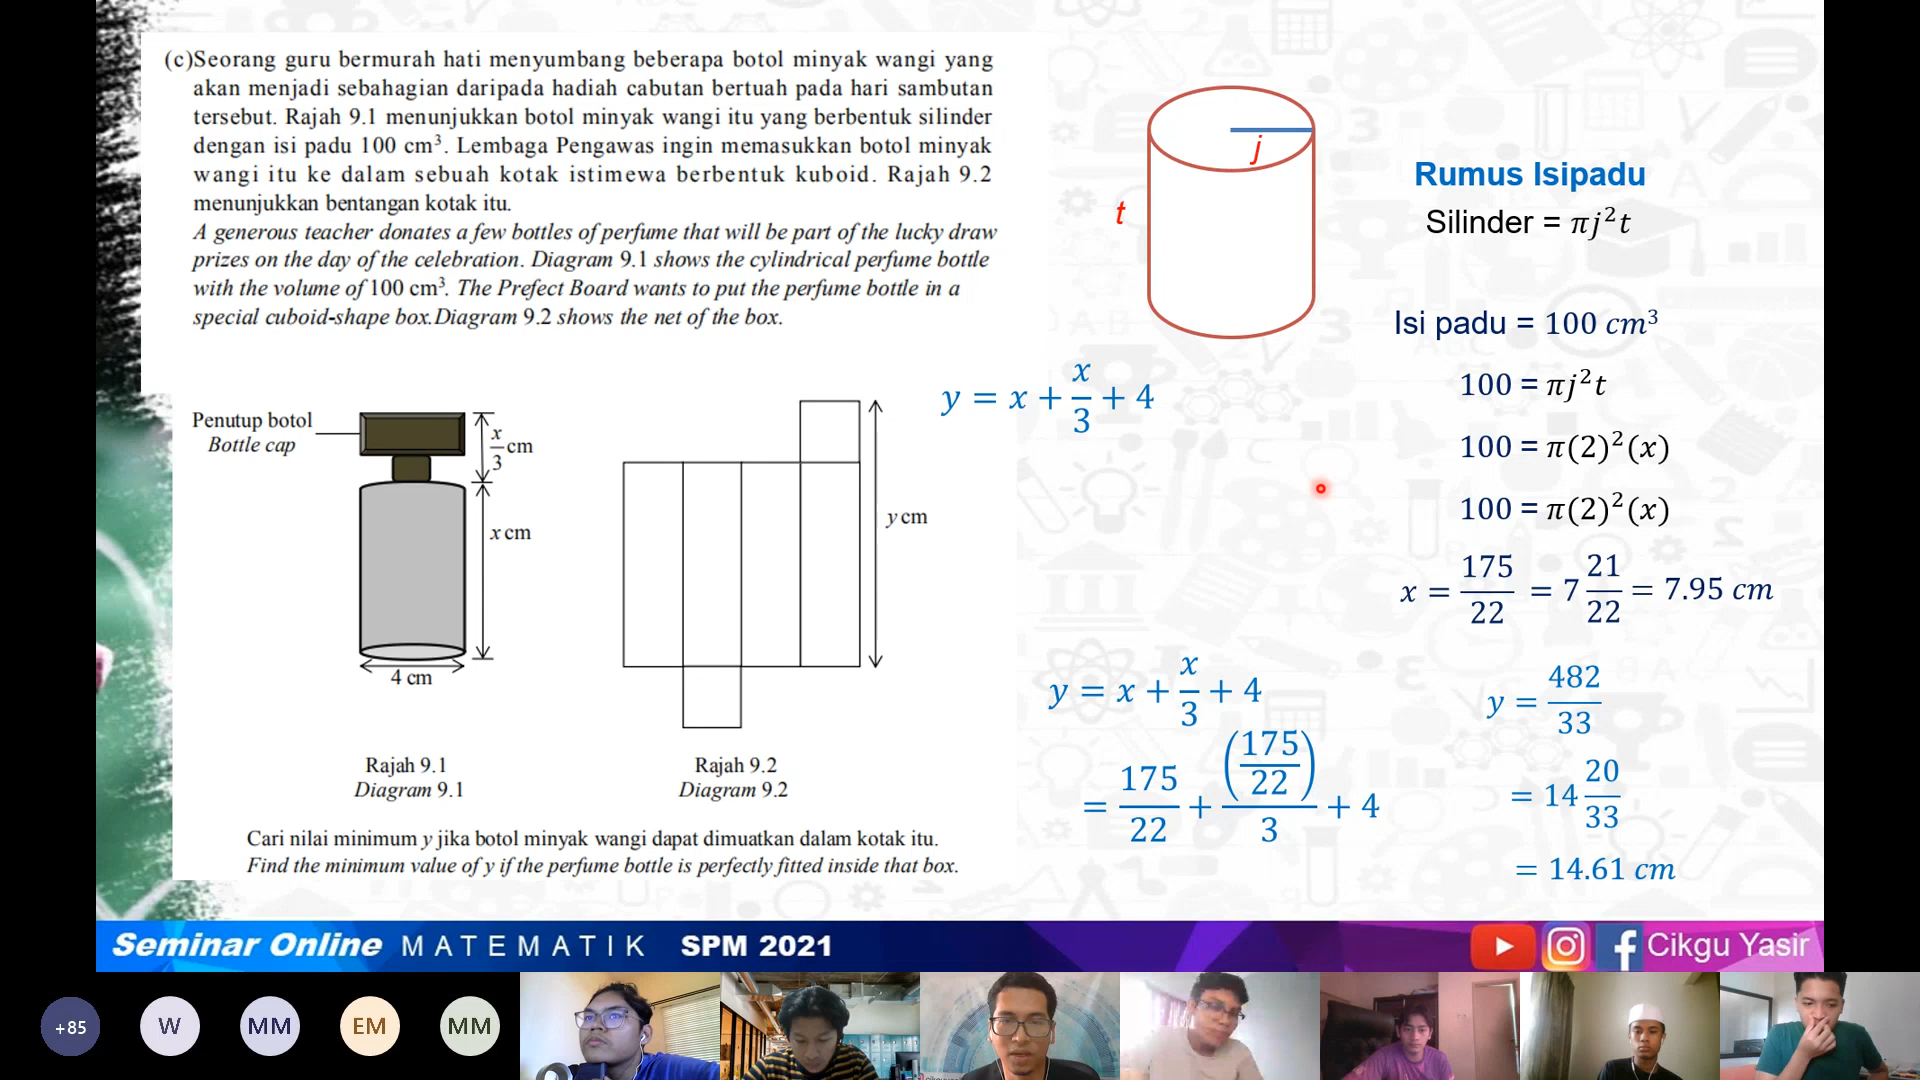 (c)Seorang guru bermurah hati menyumbang beberapa botol minyak wangi yang
akan menjadi sebahagian daripada hadiah cabutan bertuah pada hari sambutan
tersebut. Rajah 9.1 menunjukkan botol minyak wangi itu yang berbentuk silinder
dengan isi padu 100 cm³. Lembaga Pengawas ingin memasukkan botol minyak
wangi itu ke dalam sebuah kotak istimewa berbentuk kuboid. Rajah 9.2
menunjukkan bentangan kotak itu.
A generous teacher donates a few bottles of perfume that will be part of the lucky draw
prizes on the day of the celebration. Diagram 9.1 shows the cylindrical perfume bottle
with the volume of 100 cm³. The Prefect Board wants to put the perfume bottle in a
special cuboid-shape box.Diagram 9.2 shows the net of the box.
Penutup botol
Bottle cap
x/3 cm
x cm
4 cm
y cm
Rajah 9.1
Diagram 9.1
Rajah 9.2
Diagram 9.2
Cari nilai minimum y jika botol minyak wangi dapat dimuatkan dalam kotak itu.
Find the minimum value of y if the perfume bottle is perfectly fitted inside that box.
j
t
y = x + x/3 + 4
Rumus Isipadu
Silinder = πj²t
Isi padu = 100 cm³
100 = πj²t
100 = π(2)²(x)
100 = π(2)²(x)
x = 175/22 = 7 21/22 = 7.95 cm
y = x + x/3 + 4
= 175/22 + (175/22)/3 + 4
y = 482/33
= 14 20/33
= 14.61 cm
Seminar Online MATEMATIK SPM 2021
Cikgu Yasir
+85
W
MM
EM
MM